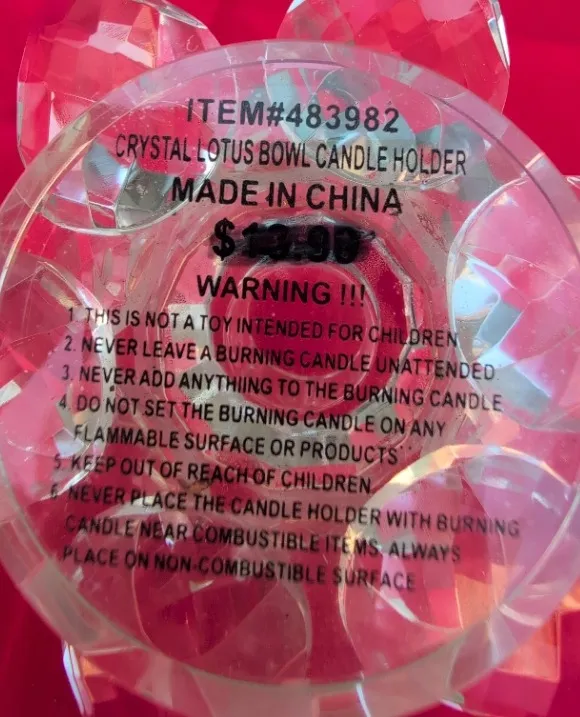 ITEM#483982
CRYSTAL LOTUS BOWL CANDLE HOLDER
MADE IN CHINA
$
WARNING !!!
1. THIS IS NOT A TOY INTENDED FOR CHILDREN
2. NEVER LEAVE A BURNING CANDLE UNATTENDED.
3. NEVER ADD ANYTHIING TO THE BURNING CANDLE
4. DO NOT SET THE BURNING CANDLE ON ANY
FLAMMABLE SURFACE OR PRODUCTS
5. KEEP OUT OF REACH OF CHILDREN
6. NEVER PLACE THE CANDLE HOLDER WITH BURNING
CANDLE NEAR COMBUSTIBLE ITEMS, ALWAYS
PLACE ON NON-COMBUSTIBLE SURFACE